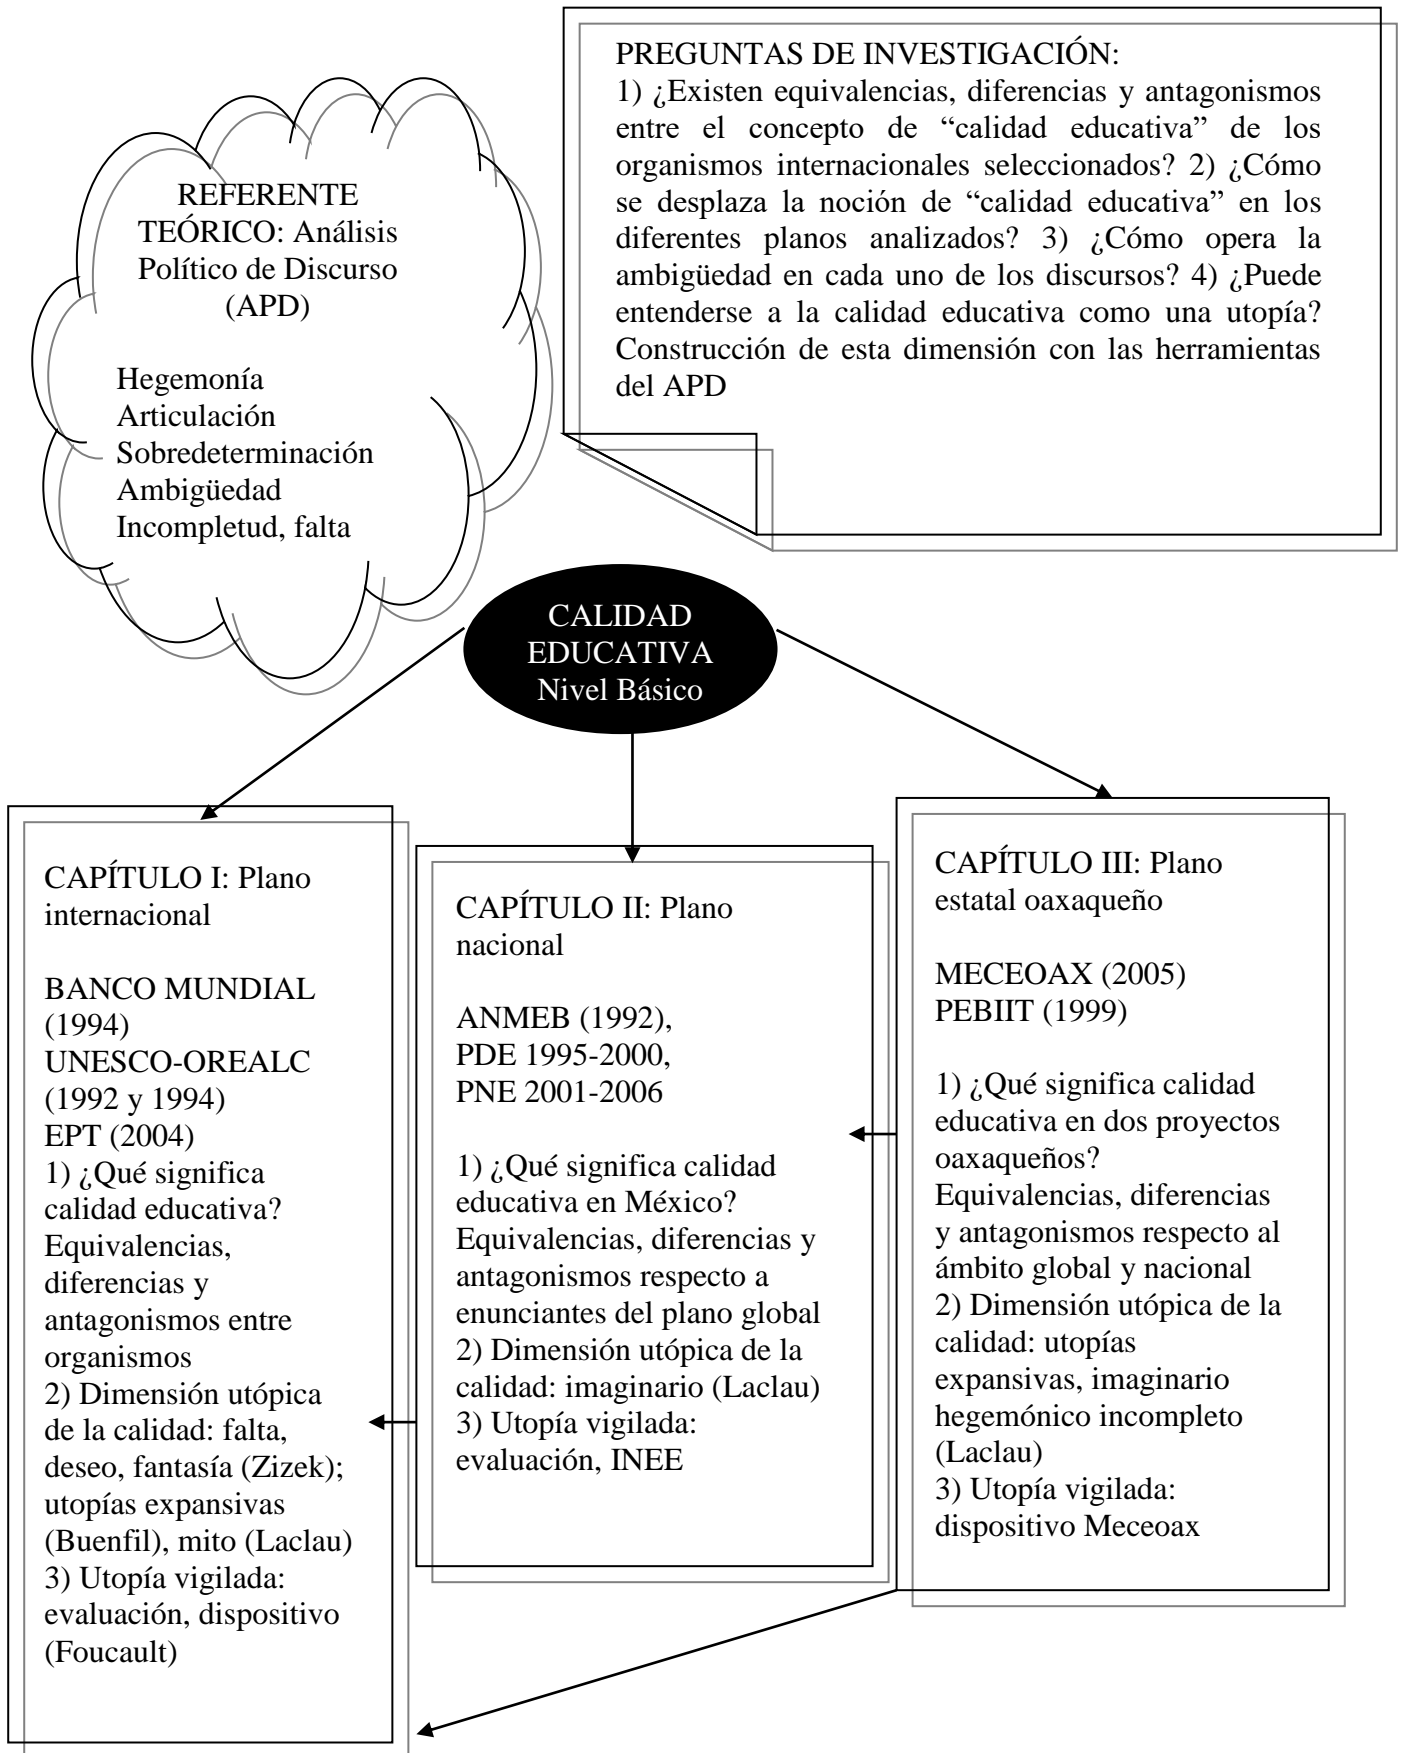 REFERENTE
TEÓRICO: Análisis
Político de Discurso
(APD)
Hegemonía
Articulación
Sobredeterminación
Ambigüedad
Incompletud, falta
PREGUNTAS DE INVESTIGACIÓN:
1) ¿Existen equivalencias, diferencias y antagonismos
entre el concepto de “calidad educativa” de los
organismos internacionales seleccionados? 2) ¿Cómo
se desplaza la noción de “calidad educativa” en los
diferentes planos analizados? 3) ¿Cómo opera la
ambigüedad en cada uno de los discursos? 4) ¿Puede
entenderse a la calidad educativa como una utopía?
Construcción de esta dimensión con las herramientas
del APD
CALIDAD
EDUCATIVA
Nivel Básico
CAPÍTULO I: Plano
internacional
BANCO MUNDIAL
(1994)
UNESCO-OREALC
(1992 y 1994)
EPT (2004)
1) ¿Qué significa
calidad educativa?
Equivalencias,
diferencias y
antagonismos entre
organismos
2) Dimensión utópica
de la calidad: falta,
deseo, fantasía (Zizek);
utopías expansivas
(Buenfil), mito (Laclau)
3) Utopía vigilada:
evaluación, dispositivo
(Foucault)
CAPÍTULO II: Plano
nacional
ANMEB (1992),
PDE 1995-2000,
PNE 2001-2006
1) ¿Qué significa calidad
educativa en México?
Equivalencias, diferencias y
antagonismos respecto a
enunciantes del plano global
2) Dimensión utópica de la
calidad: imaginario (Laclau)
3) Utopía vigilada:
evaluación, INEE
CAPÍTULO III: Plano
estatal oaxaqueño
MECEOAX (2005)
PEBIIT (1999)
1) ¿Qué significa calidad
educativa en dos proyectos
oaxaqueños?
Equivalencias, diferencias
y antagonismos respecto al
ámbito global y nacional
2) Dimensión utópica de la
calidad: utopías
expansivas, imaginario
hegemónico incompleto
(Laclau)
3) Utopía vigilada:
dispositivo Meceoax